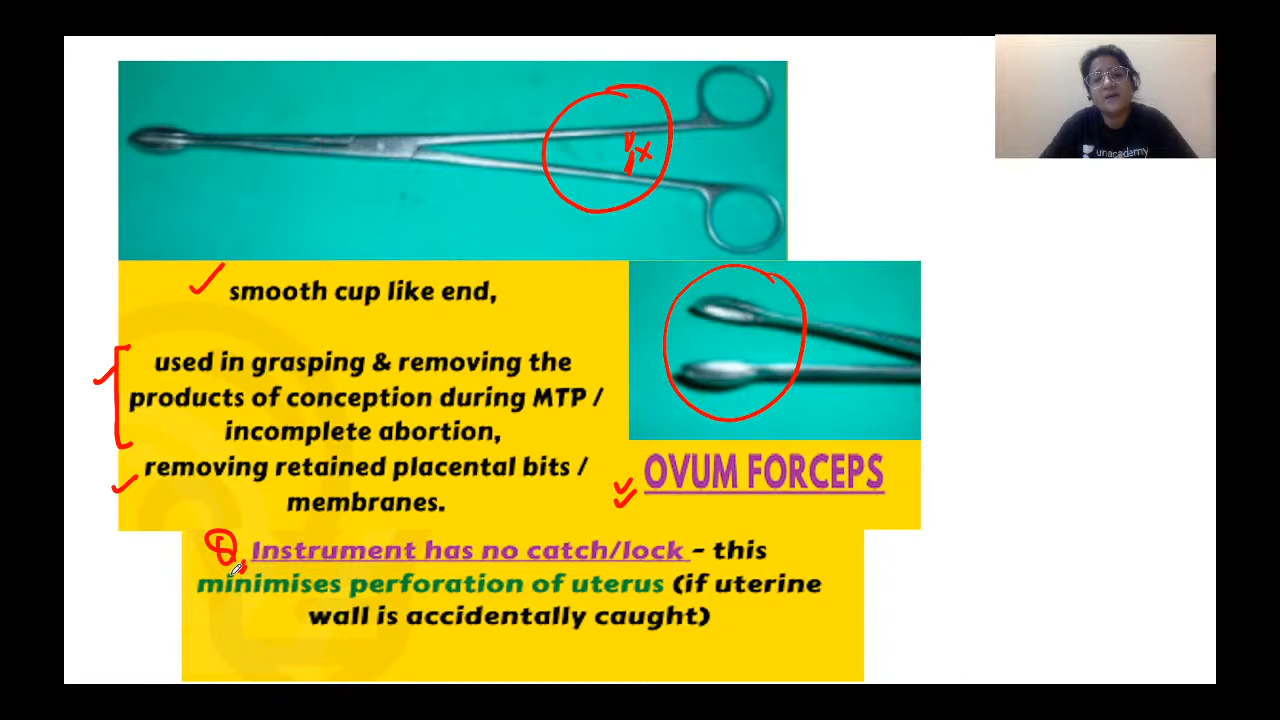 unacademy
smooth cup like end,
used in grasping & removing the
products of conception during MTP /
incomplete abortion,
removing retained placental bits /
membranes.
OVUM FORCEPS
Instrument has no catch/lock - this
minimises perforation of uterus (if uterine
wall is accidentally caught)